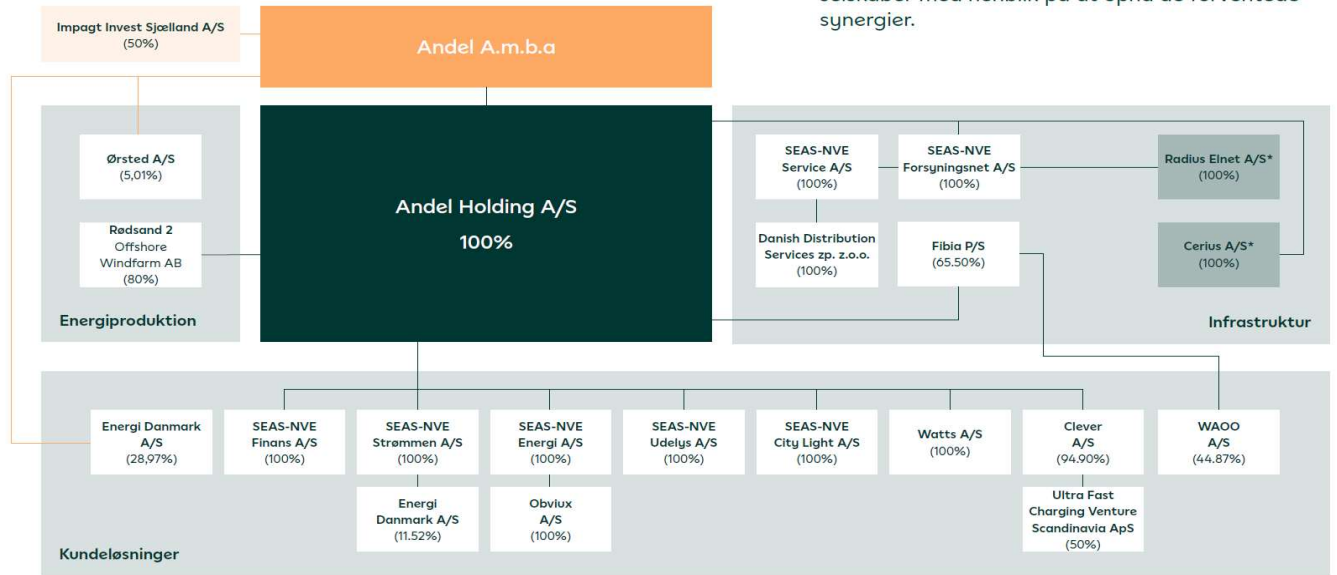 synergier.
Impagt Invest Sjælland A/S
(50%)
Andel A.m.b.a
Ørsted A/S
(5,01%)
Rødsand 2
Offshore
Windfarm AB
(80%)
Energiproduktion
Andel Holding A/S
100%
SEAS-NVE
Service A/S
(100%)
SEAS-NVE
Forsyningsnet A/S
(100%)
Radius Elnet A/S*
(100%)
Danish Distribution
Services zp. z.o.o.
(100%)
Fibia P/S
(65.50%)
Cerius A/S*
(100%)
Infrastruktur
Energi Danmark
A/S
(28,97%)
SEAS-NVE
Finans A/S
(100%)
SEAS-NVE
Strømmen A/S
(100%)
SEAS-NVE
Energi A/S
(100%)
SEAS-NVE
Udelys A/S
(100%)
SEAS-NVE
City Light A/S
(100%)
Watts A/S
(100%)
Clever
A/S
(94.90%)
WAOO
A/S
(44.87%)
Energi
Danmark A/S
(11.52%)
Obviux
A/S
(100%)
Ultra Fast
Charging Venture
Scandinavia ApS
(50%)
Kundeløsninger